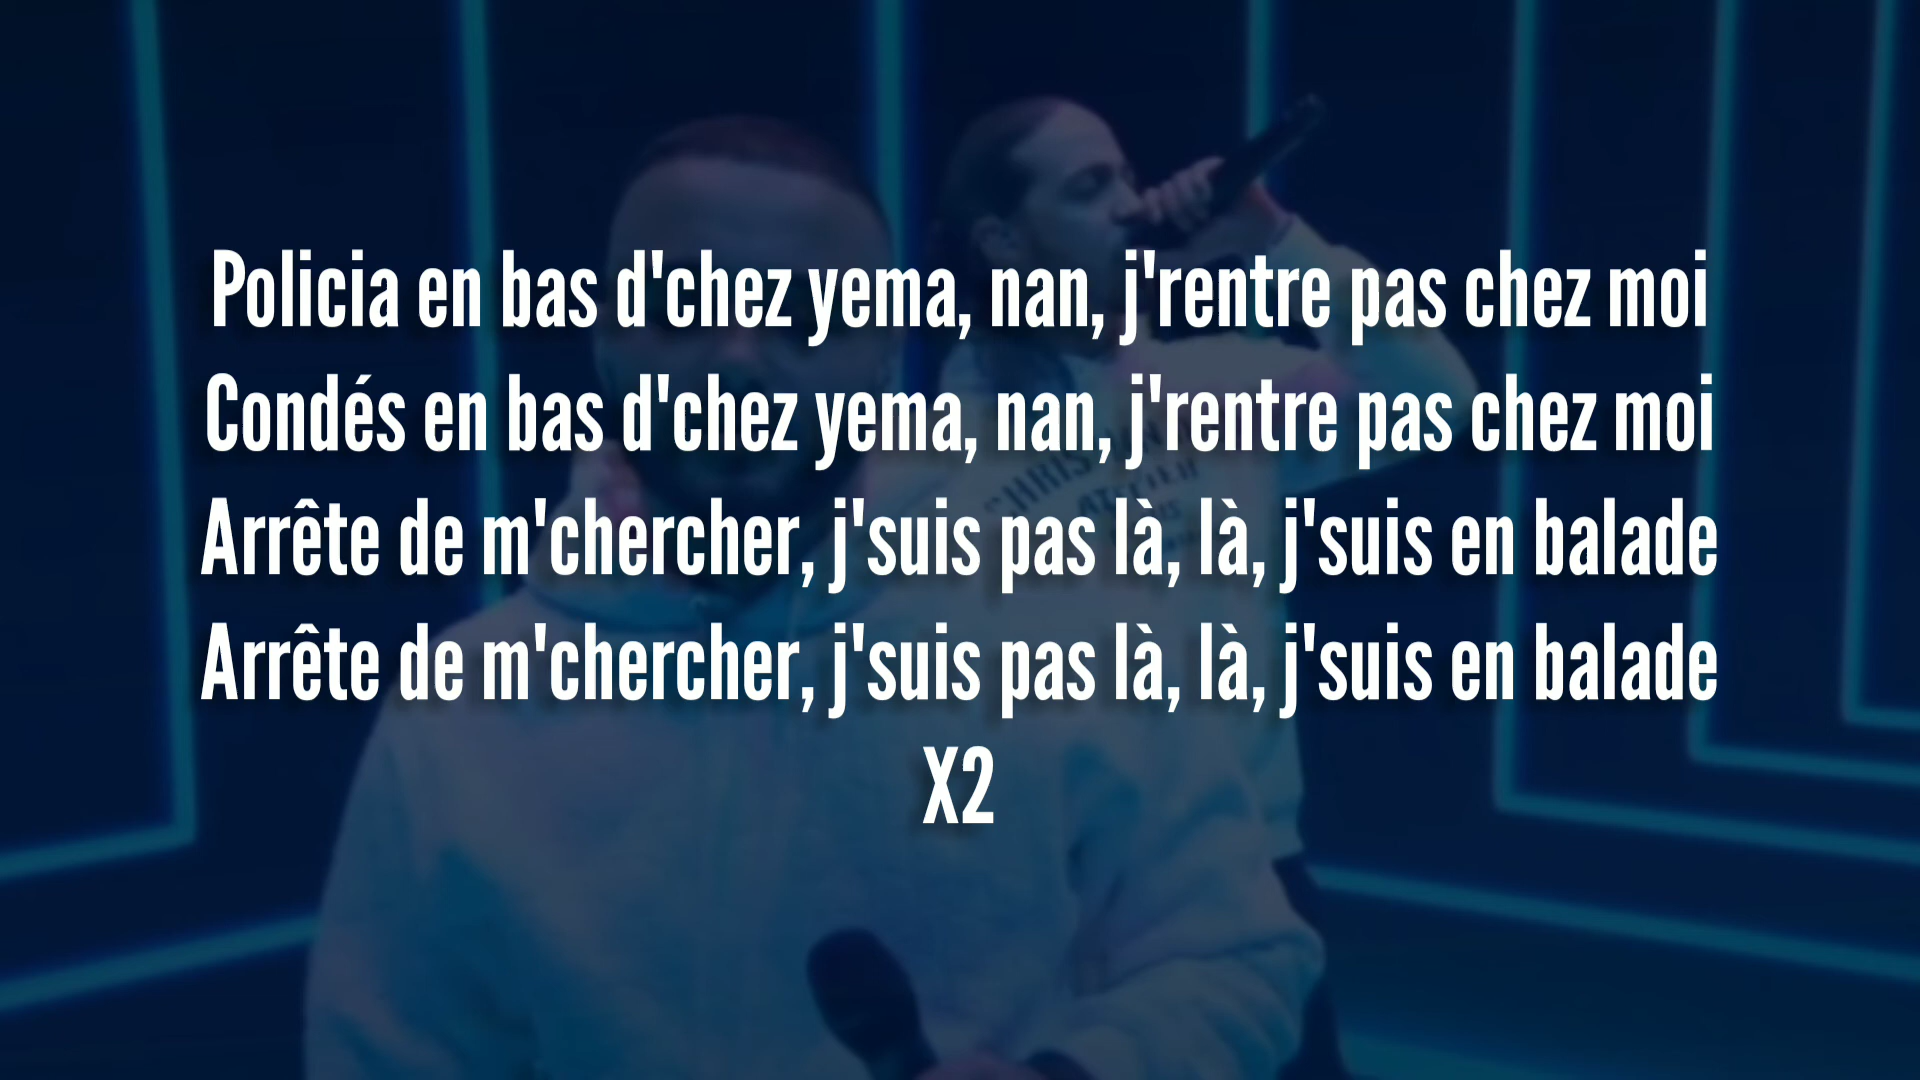 Policia en bas d'chez yema, nan, j'rentre pas chez moi
Condés en bas d'chez yema, nan, j'rentre pas chez moi
Arrête de m'chercher, j'suis pas là, là, j'suis en balade
Arrête de m'chercher, j'suis pas là, là, j'suis en balade
X2